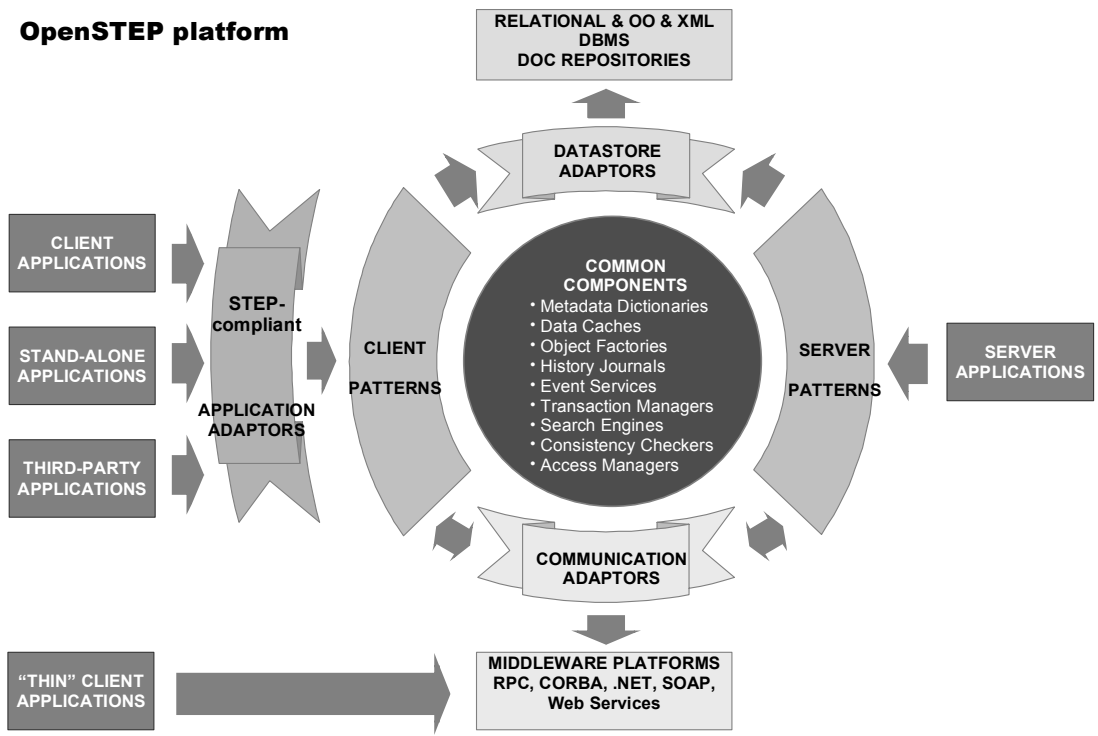 OpenSTEP platform
RELATIONAL & OO & XML
DBMS
DOC REPOSITORIES
DATASTORE
ADAPTORS
CLIENT
APPLICATIONS
STAND-ALONE
APPLICATIONS
THIRD-PARTY
APPLICATIONS
STEP-
compliant
APPLICATION
ADAPTORS
CLIENT
PATTERNS
COMMON
COMPONENTS
• Metadata Dictionaries
• Data Caches
• Object Factories
• History Journals
• Event Services
• Transaction Managers
• Search Engines
• Consistency Checkers
• Access Managers
SERVER
PATTERNS
SERVER
APPLICATIONS
COMMUNICATION
ADAPTORS
“THIN” CLIENT
APPLICATIONS
MIDDLEWARE PLATFORMS
RPC, CORBA, .NET, SOAP,
Web Services